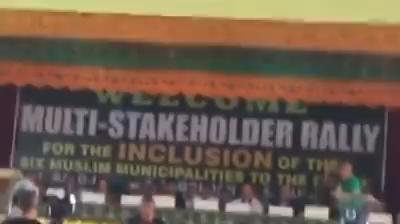 WELCOME
MULTI-STAKEHOLDER RALLY
FOR THE INCLUSION OF THE
SIX MUSLIM MUNICIPALITIES TO THE